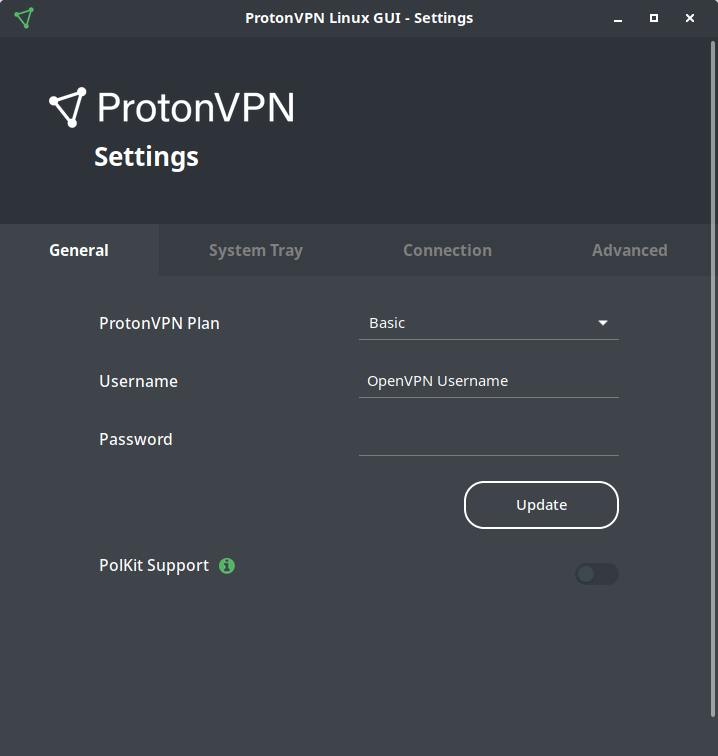 ProtonVPN Linux GUI - Settings
ProtonVPN
Settings
General System Tray Connection Advanced
ProtonVPN Plan Basic
Username OpenVPN Username
Password
Update
PolKit Support